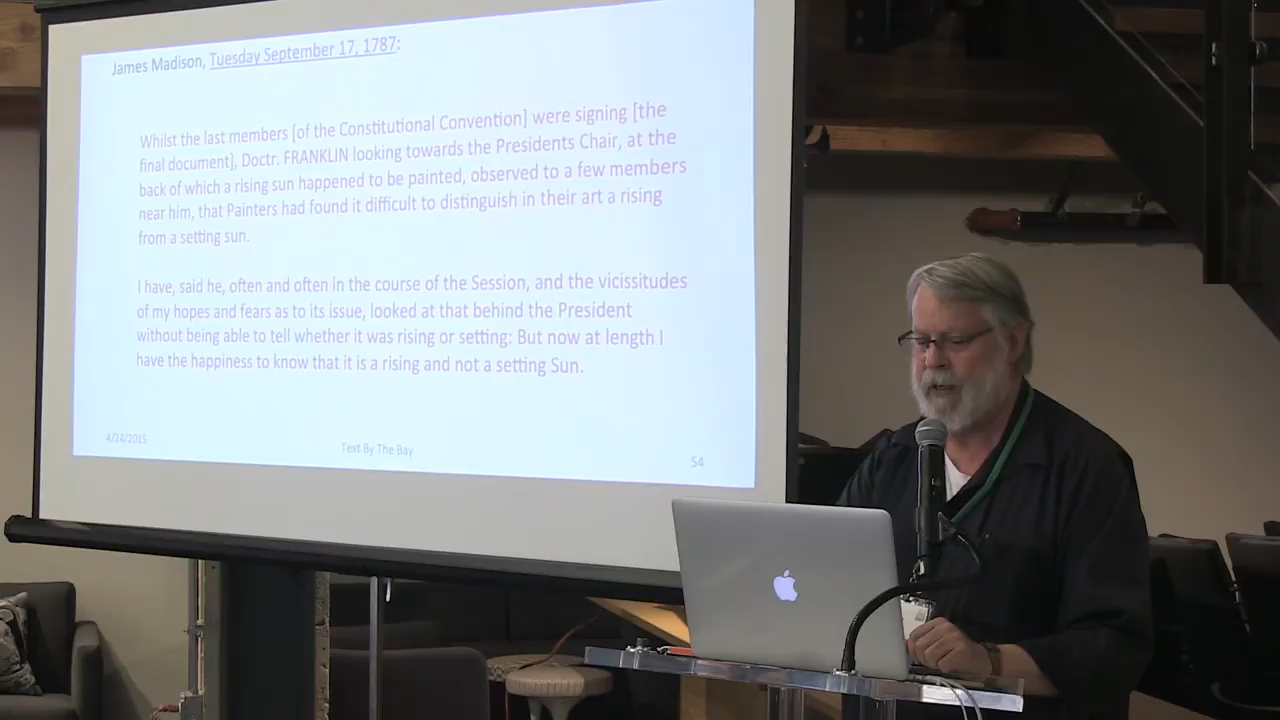 James Madison, Tuesday September 17, 1787:
Whilst the last members [of the Constitutional Convention] were signing [the
final document], Doctr. FRANKLIN looking towards the Presidents Chair, at the
back of which a rising sun happened to be painted, observed to a few members
near him, that Painters had found it difficult to distinguish in their art a rising
from a setting sun.
I have, said he, often and often in the course of the Session, and the vicissitudes
of my hopes and fears as to its issue, looked at that behind the President
without being able to tell whether it was rising or setting: But now at length I
have the happiness to know that it is a rising and not a setting Sun.
4/24/2015
Text By The Bay
54